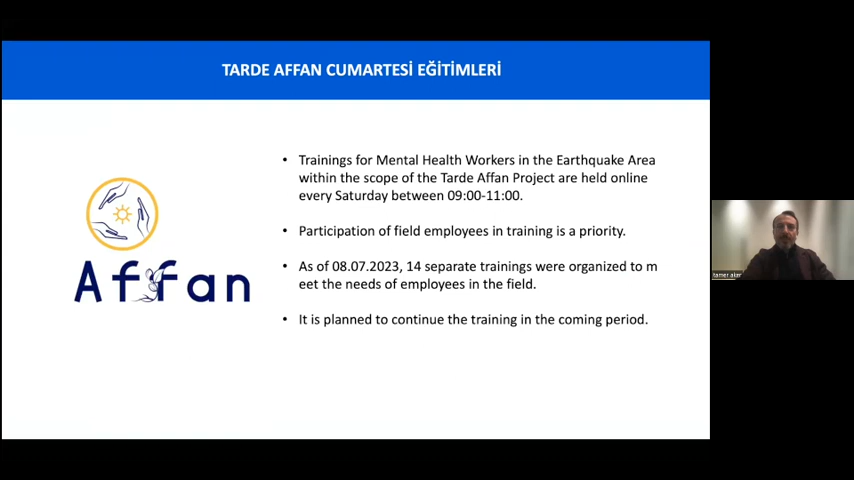 TARDE AFFAN CUMARTESİ EĞİTİMLERİ
• Trainings for Mental Health Workers in the Earthquake Area
within the scope of the Tarde Affan Project are held online
every Saturday between 09:00-11:00.
• Participation of field employees in training is a priority.
• As of 08.07.2023, 14 separate trainings were organized to m
eet the needs of employees in the field.
• It is planned to continue the training in the coming period.
Affan
tamer